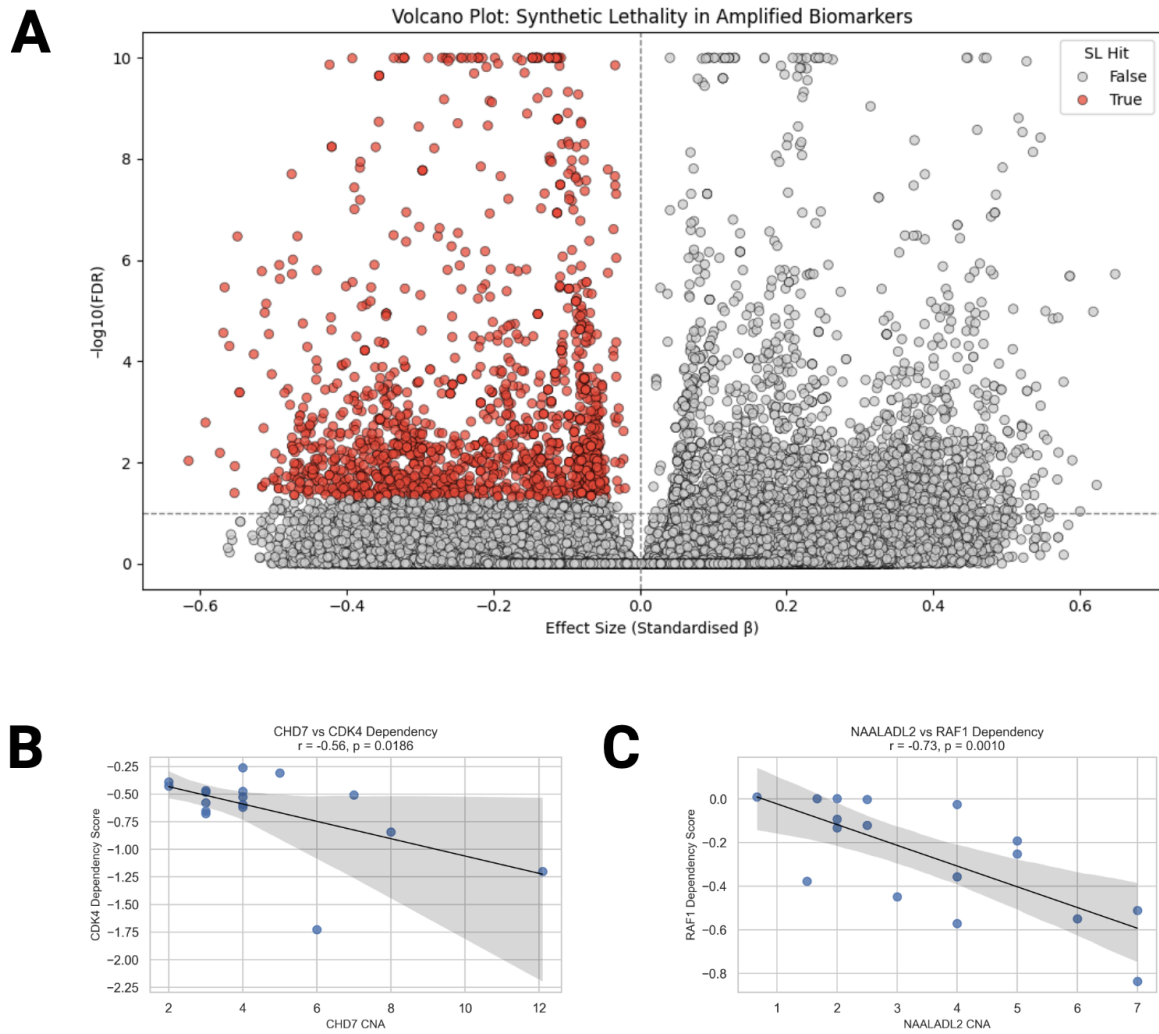 A
Volcano Plot: Synthetic Lethality in Amplified Biomarkers
SL Hit
False
True
10
8
6
4
2
0
-log10(FDR)
−0.6 −0.4 −0.2 0.0 0.2 0.4 0.6
Effect Size (Standardised β)
B
CHD7 vs CDK4 Dependency
r = -0.56, p = 0.0186
−0.25
−0.50
−0.75
−1.00
−1.25
−1.50
−1.75
−2.00
−2.25
CDK4 Dependency Score
2 4 6 8 10 12
CHD7 CNA
C
NAALADL2 vs RAF1 Dependency
r = -0.73, p = 0.0010
0.0
−0.2
−0.4
−0.6
−0.8
RAF1 Dependency Score
1 2 3 4 5 6 7
NAALADL2 CNA